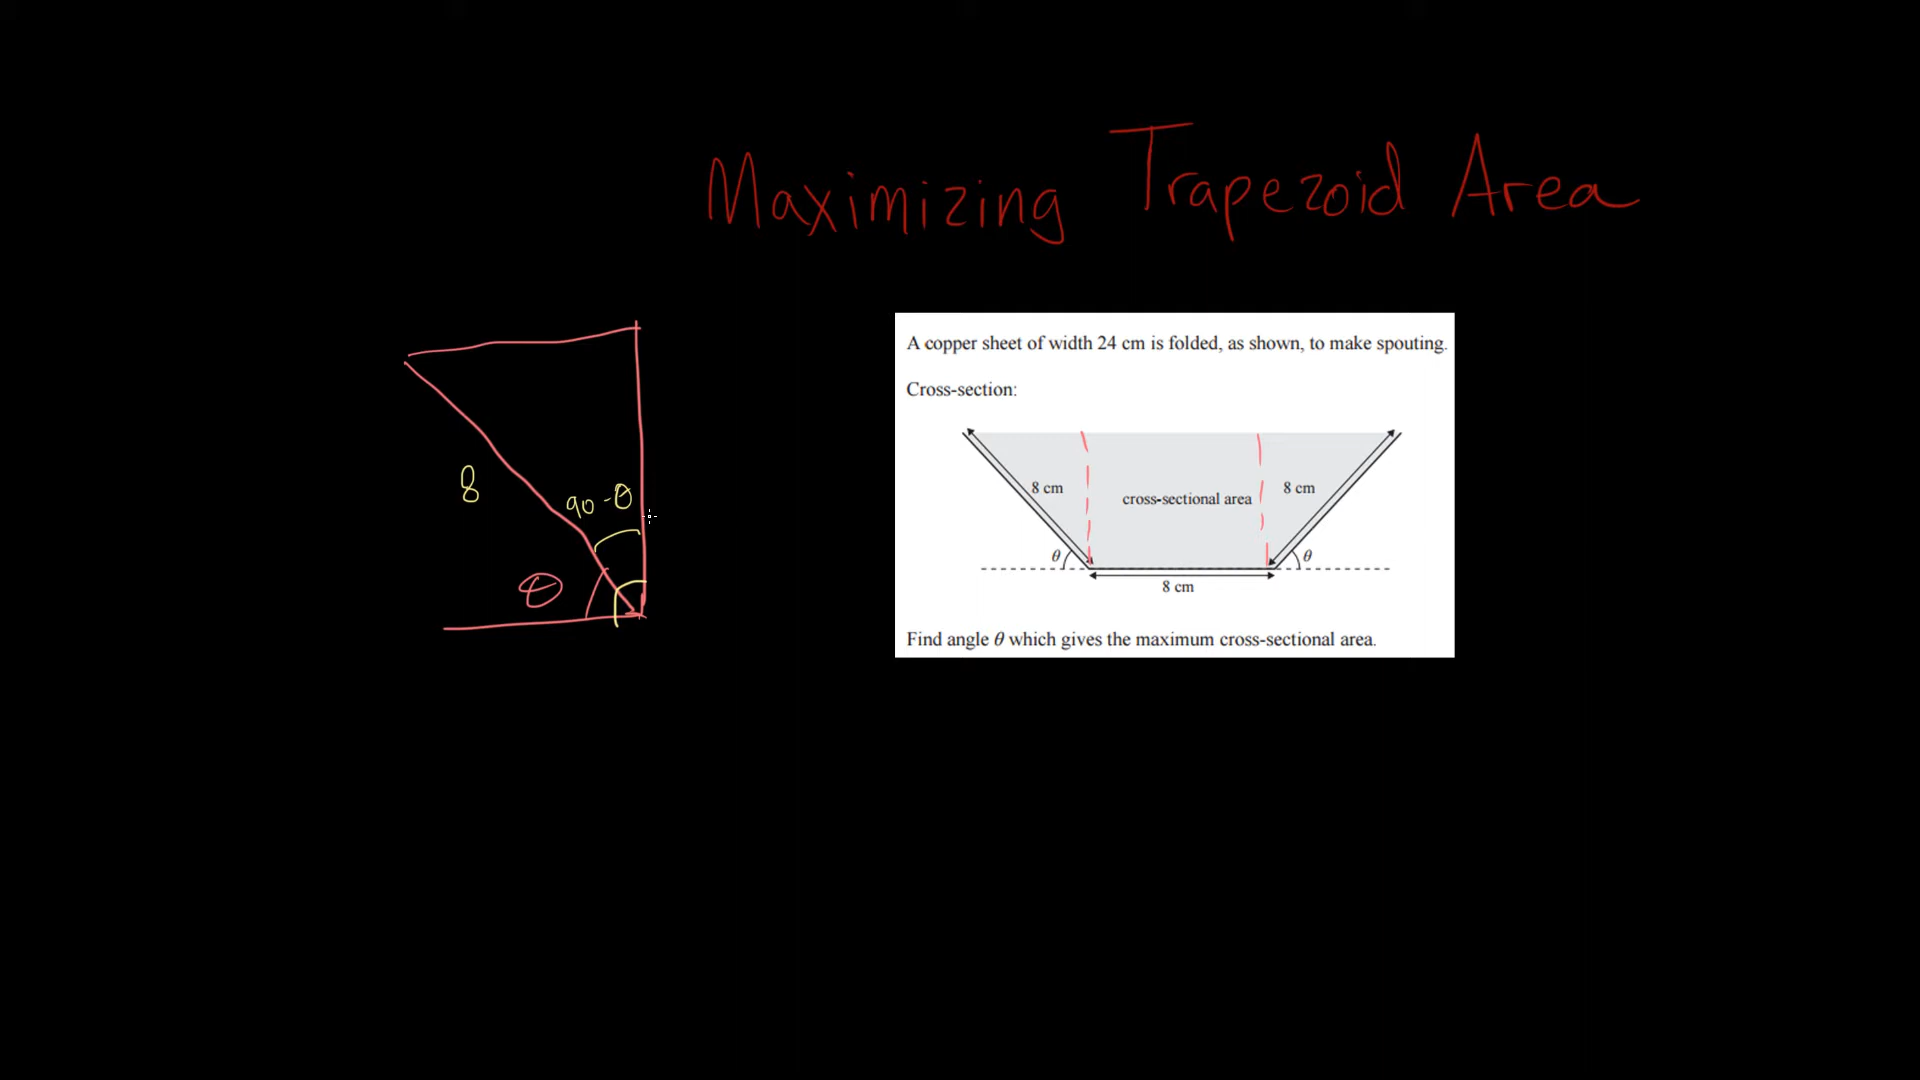 Maximizing Trapezoid Area
8
90-θ
θ
A copper sheet of width 24 cm is folded, as shown, to make spouting.
Cross-section:
8 cm
cross-sectional area
8 cm
θ
θ
8 cm
Find angle θ which gives the maximum cross-sectional area.